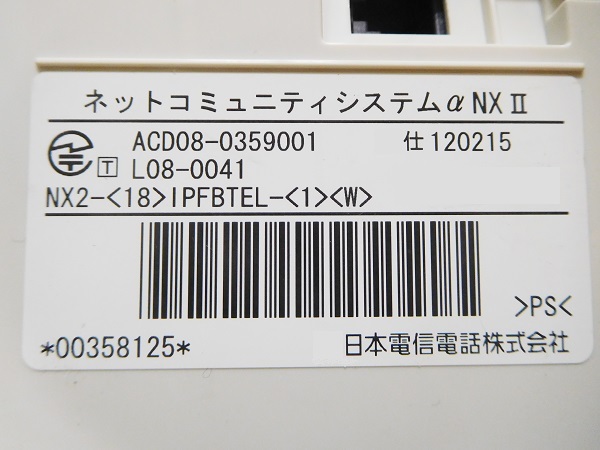 ネットコミュニティシステムαNXⅡ
ACD08-0359001 仕120215
T L08-0041
NX2-<18>IPFBTEL-<1><W>
>PS<
*00358125* 日本電信電話株式会社